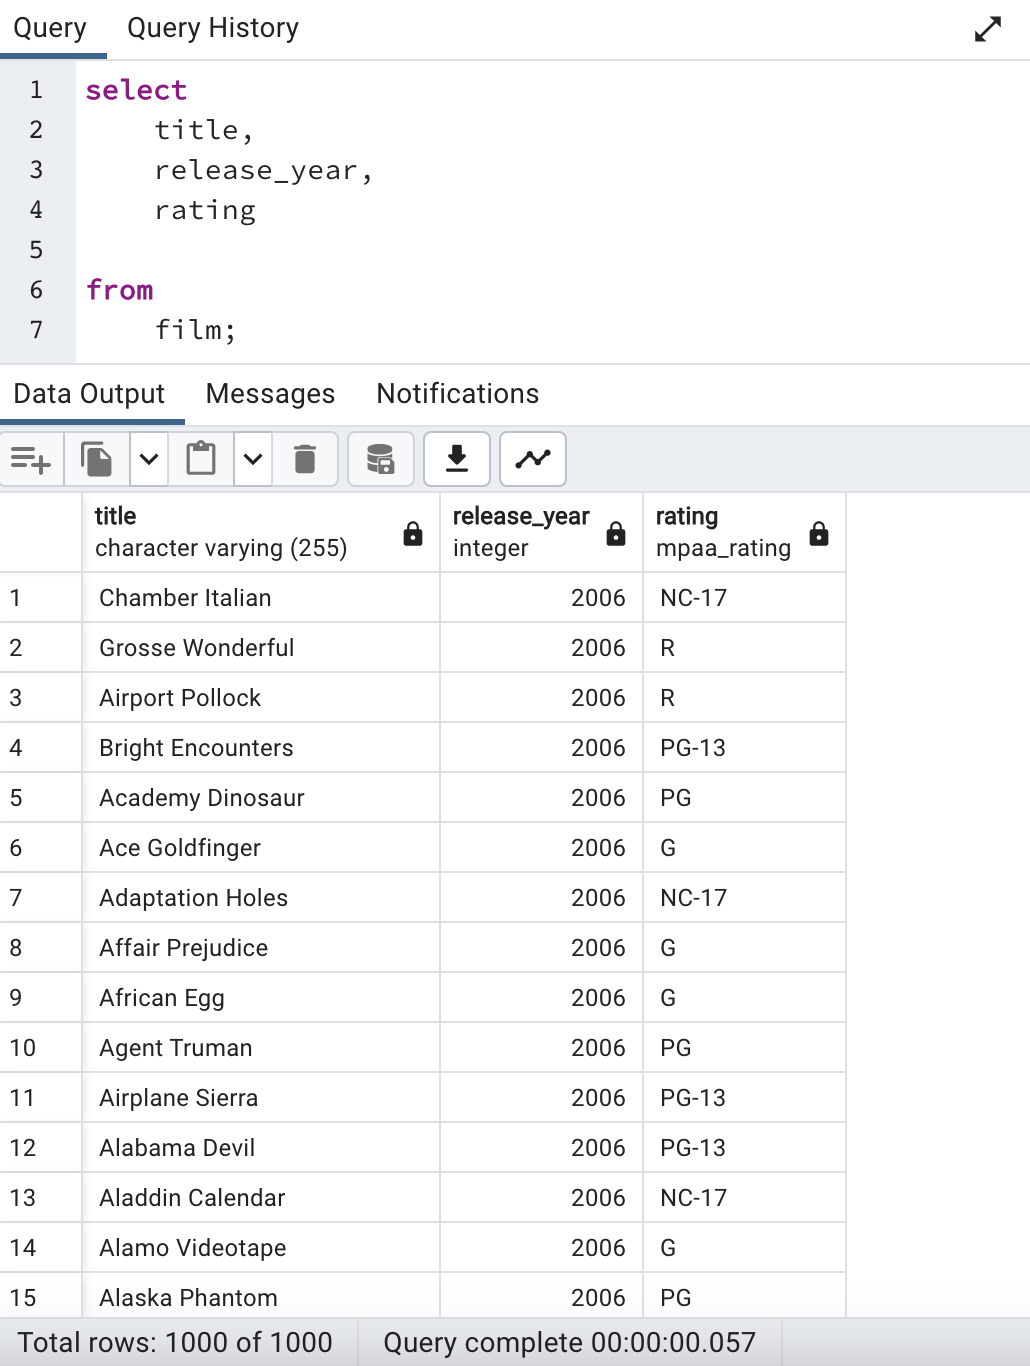 Query Query History
1 select
2 title,
3 release_year,
4 rating
5
6 from
7 film;
Data Output Messages Notifications
title release_year rating
character varying (255) integer mpaa_rating
1 Chamber Italian 2006 NC-17
2 Grosse Wonderful 2006 R
3 Airport Pollock 2006 R
4 Bright Encounters 2006 PG-13
5 Academy Dinosaur 2006 PG
6 Ace Goldfinger 2006 G
7 Adaptation Holes 2006 NC-17
8 Affair Prejudice 2006 G
9 African Egg 2006 G
10 Agent Truman 2006 PG
11 Airplane Sierra 2006 PG-13
12 Alabama Devil 2006 PG-13
13 Aladdin Calendar 2006 NC-17
14 Alamo Videotape 2006 G
15 Alaska Phantom 2006 PG
Total rows: 1000 of 1000 Query complete 00:00:00.057